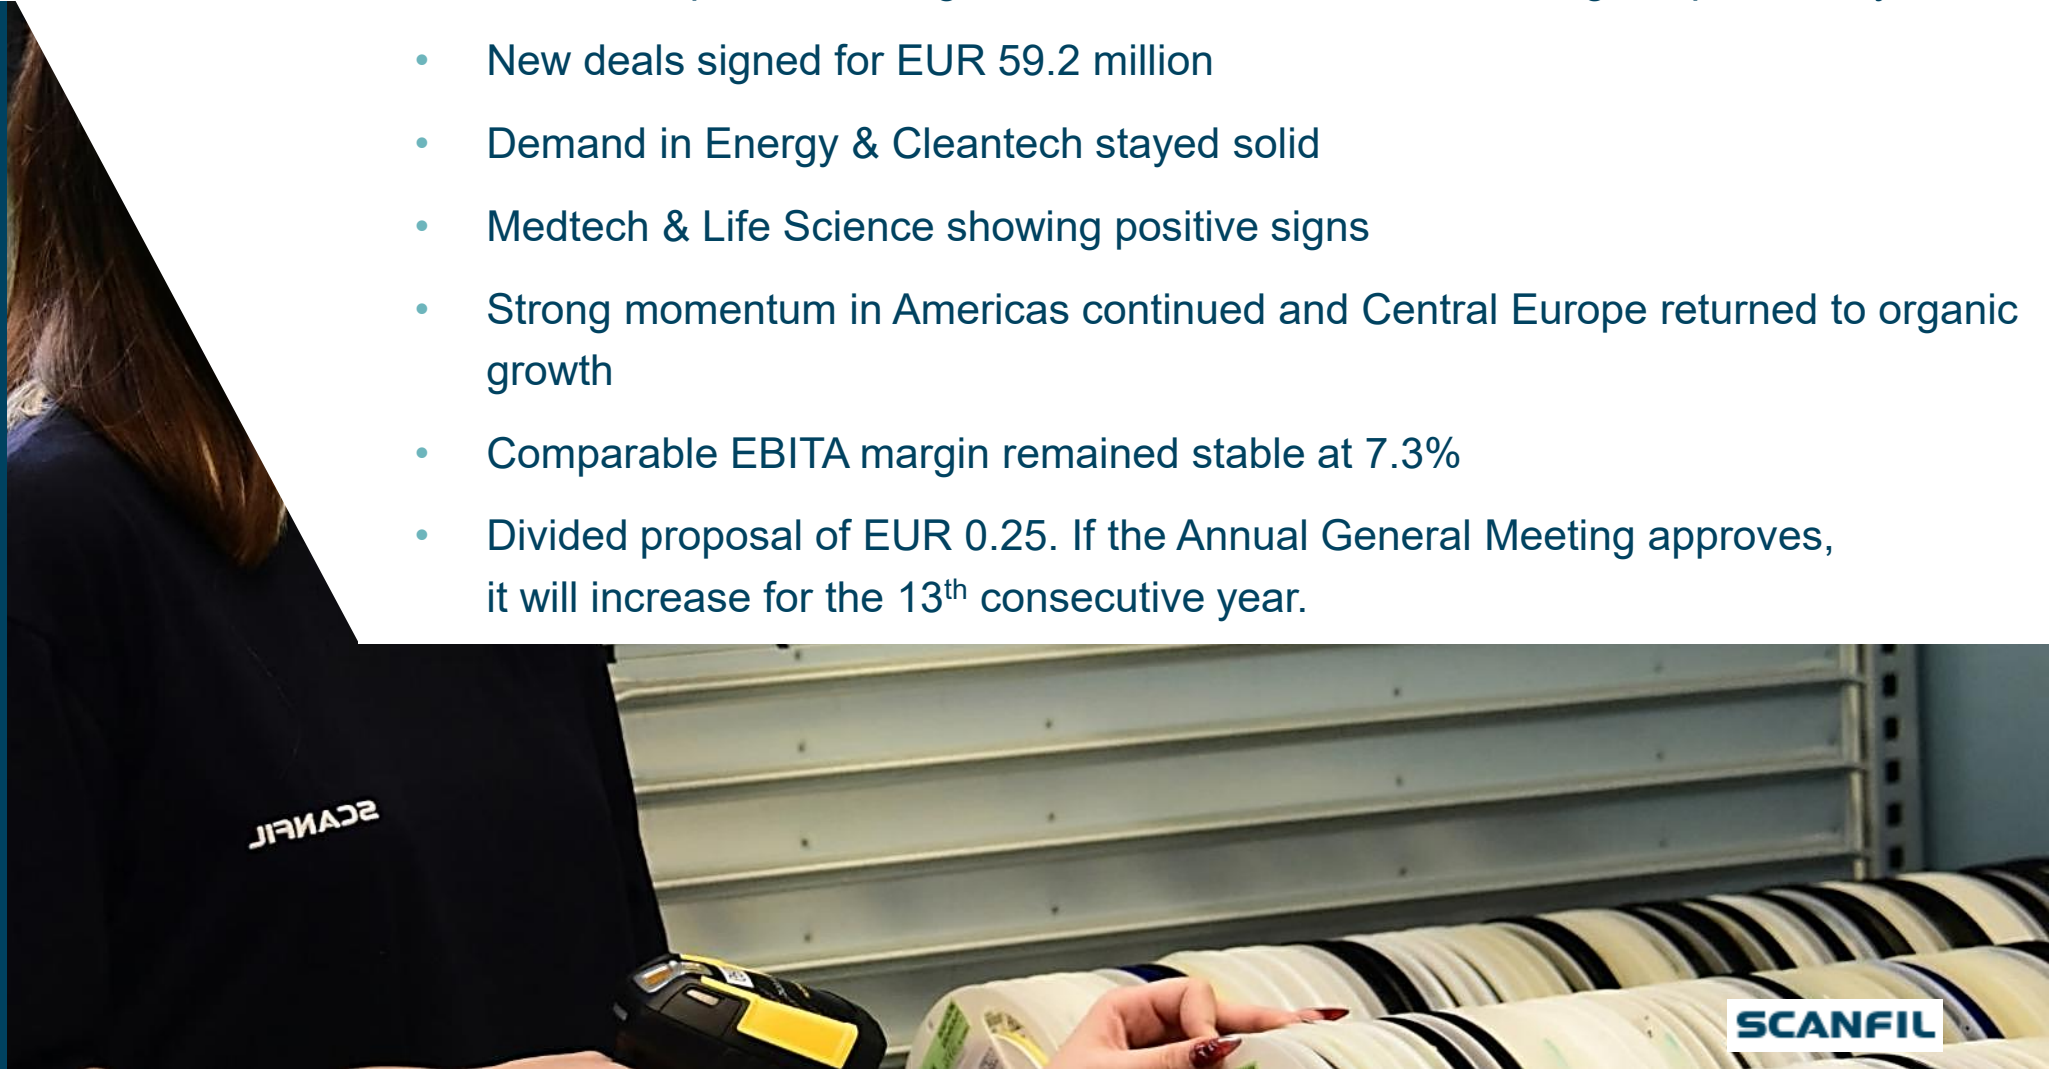 • New deals signed for EUR 59.2 million
• Demand in Energy & Cleantech stayed solid
• Medtech & Life Science showing positive signs
• Strong momentum in Americas continued and Central Europe returned to organic
growth
• Comparable EBITA margin remained stable at 7.3%
• Divided proposal of EUR 0.25. If the Annual General Meeting approves,
it will increase for the 13th consecutive year.
SCANFIL
SCANFIL